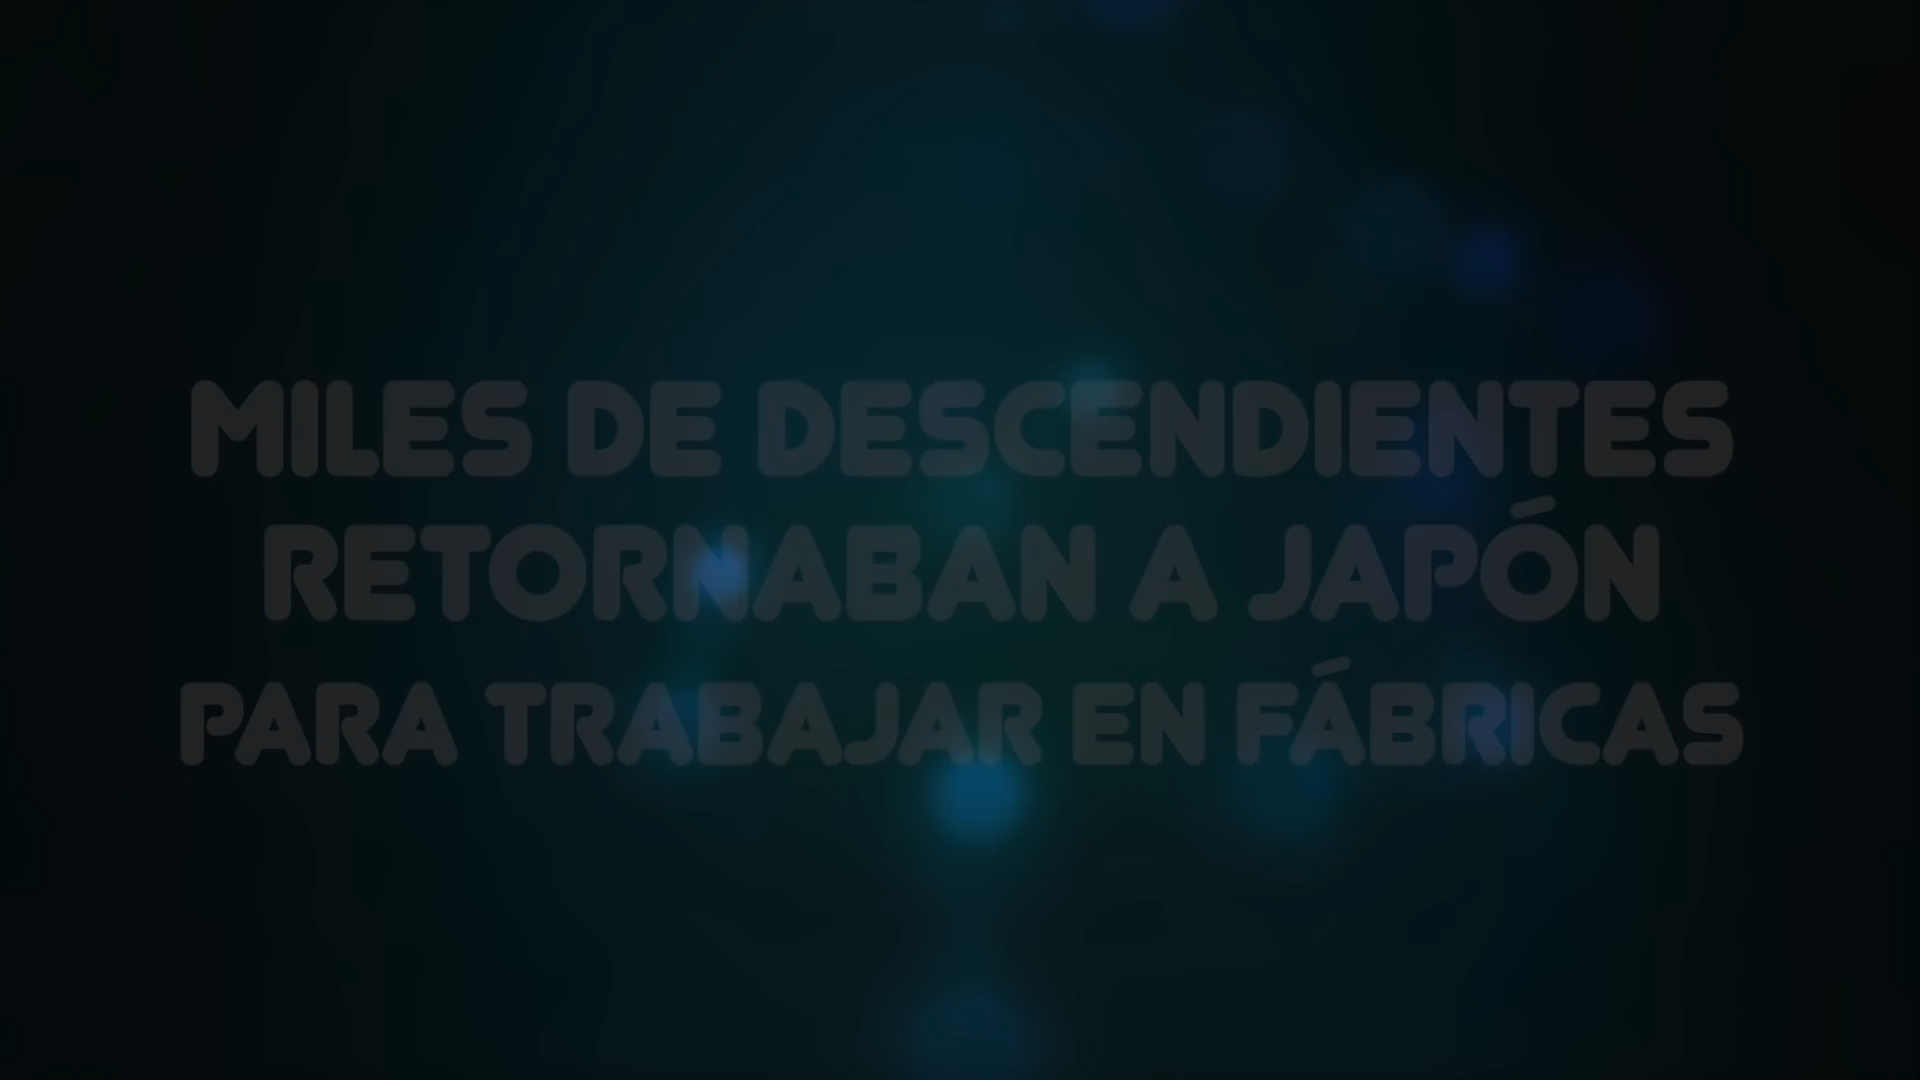 MILES DE DESCENDIENTES
RETORNABAN A JAPÓN
PARA TRABAJAR EN FÁBRICAS